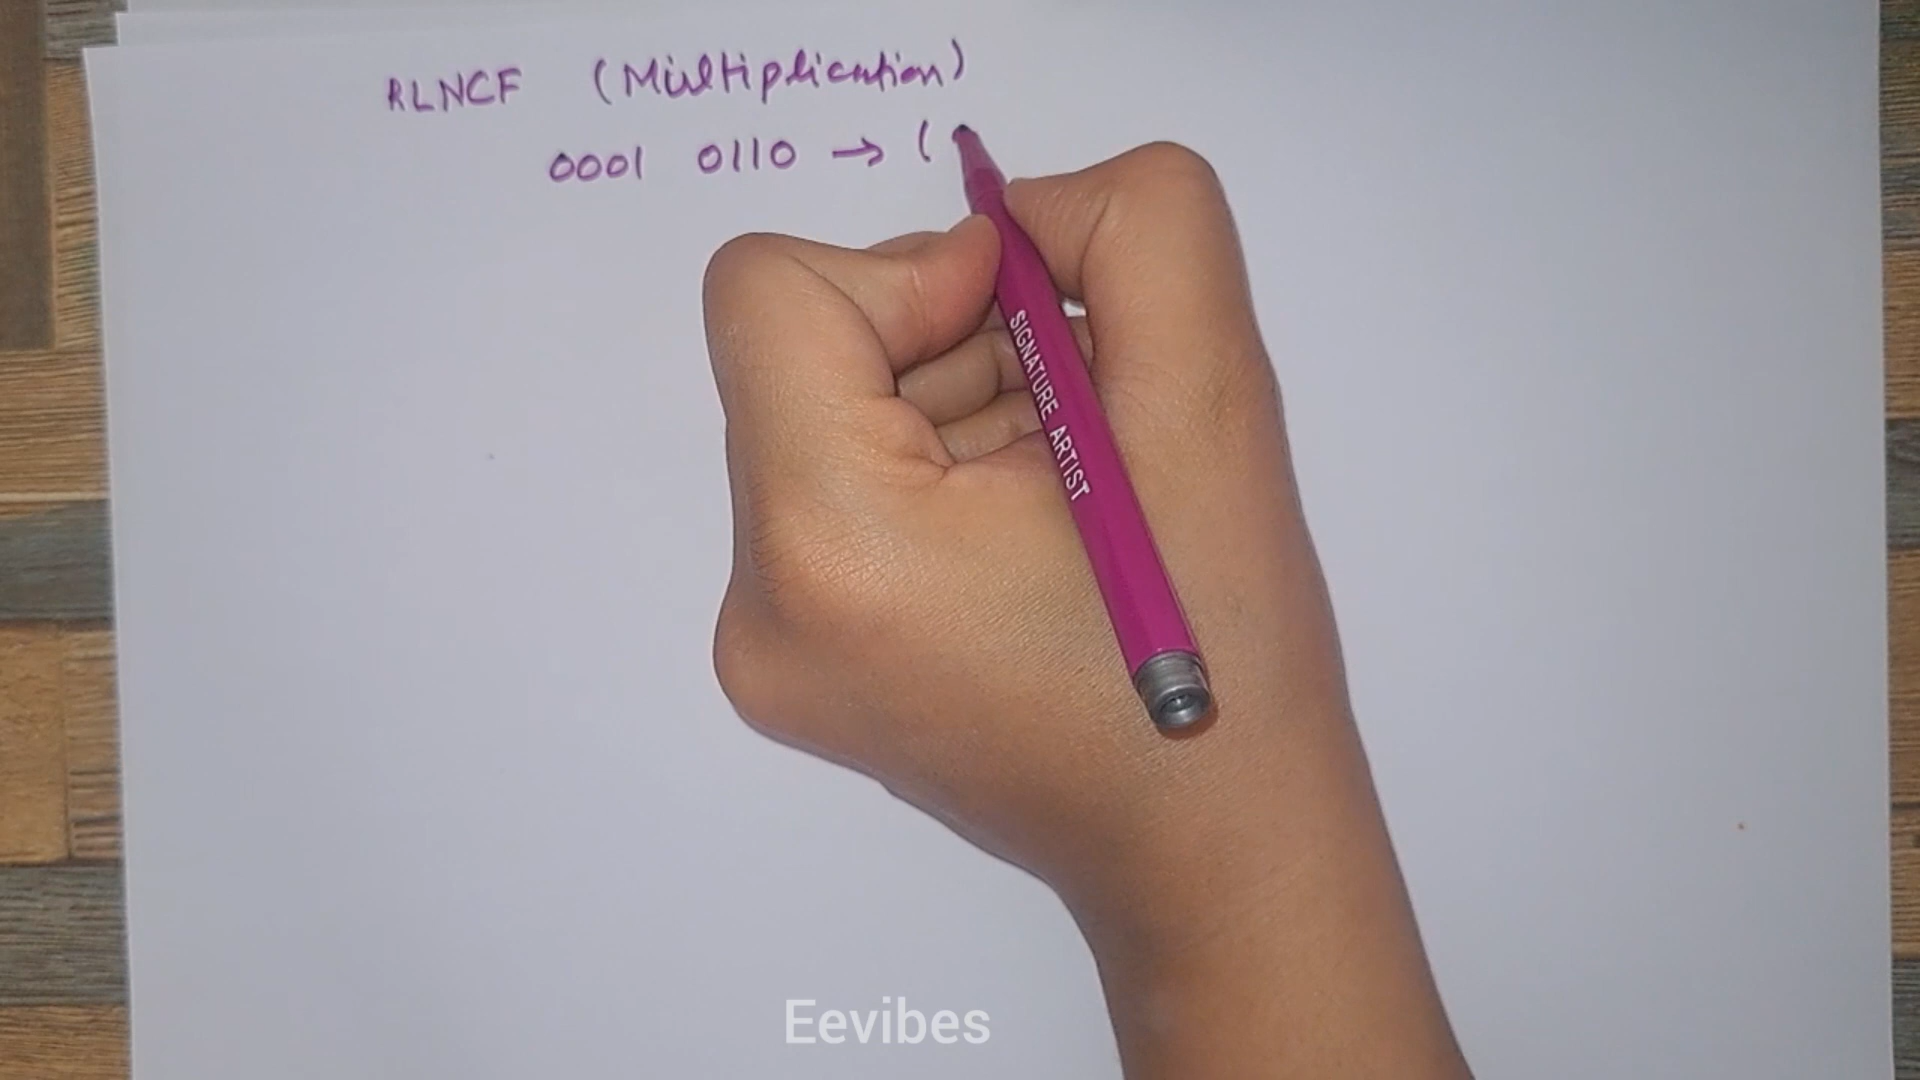 RLNCF (Multiplication)
0001 0110 → (
SIGNATURE ARTIST
Eevibes